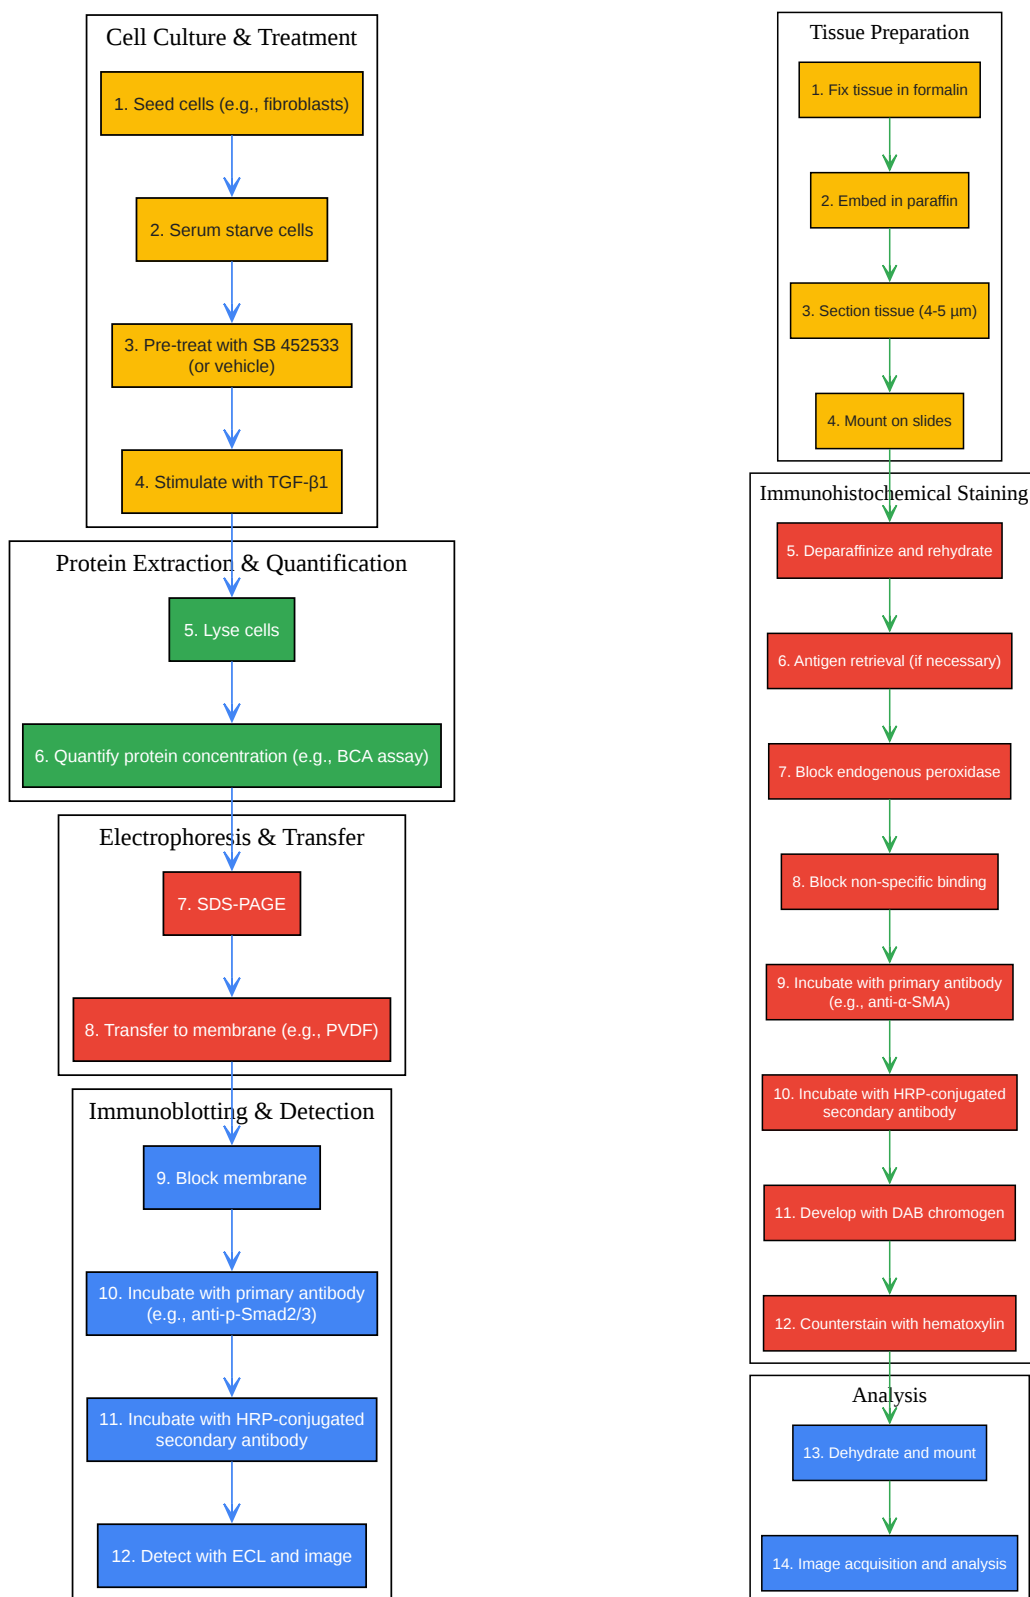 Cell Culture & Treatment
1. Seed cells (e.g., fibroblasts)
2. Serum starve cells
3. Pre-treat with SB 452533
(or vehicle)
4. Stimulate with TGF-β1
Protein Extraction & Quantification
5. Lyse cells
6. Quantify protein concentration (e.g., BCA assay)
Electrophoresis & Transfer
7. SDS-PAGE
8. Transfer to membrane (e.g., PVDF)
Immunoblotting & Detection
9. Block membrane
10. Incubate with primary antibody
(e.g., anti-p-Smad2/3)
11. Incubate with HRP-conjugated
secondary antibody
12. Detect with ECL and image
Tissue Preparation
1. Fix tissue in formalin
2. Embed in paraffin
3. Section tissue (4-5 µm)
4. Mount on slides
Immunohistochemical Staining
5. Deparaffinize and rehydrate
6. Antigen retrieval (if necessary)
7. Block endogenous peroxidase
8. Block non-specific binding
9. Incubate with primary antibody
(e.g., anti-α-SMA)
10. Incubate with HRP-conjugated
secondary antibody
11. Develop with DAB chromogen
12. Counterstain with hematoxylin
Analysis
13. Dehydrate and mount
14. Image acquisition and analysis